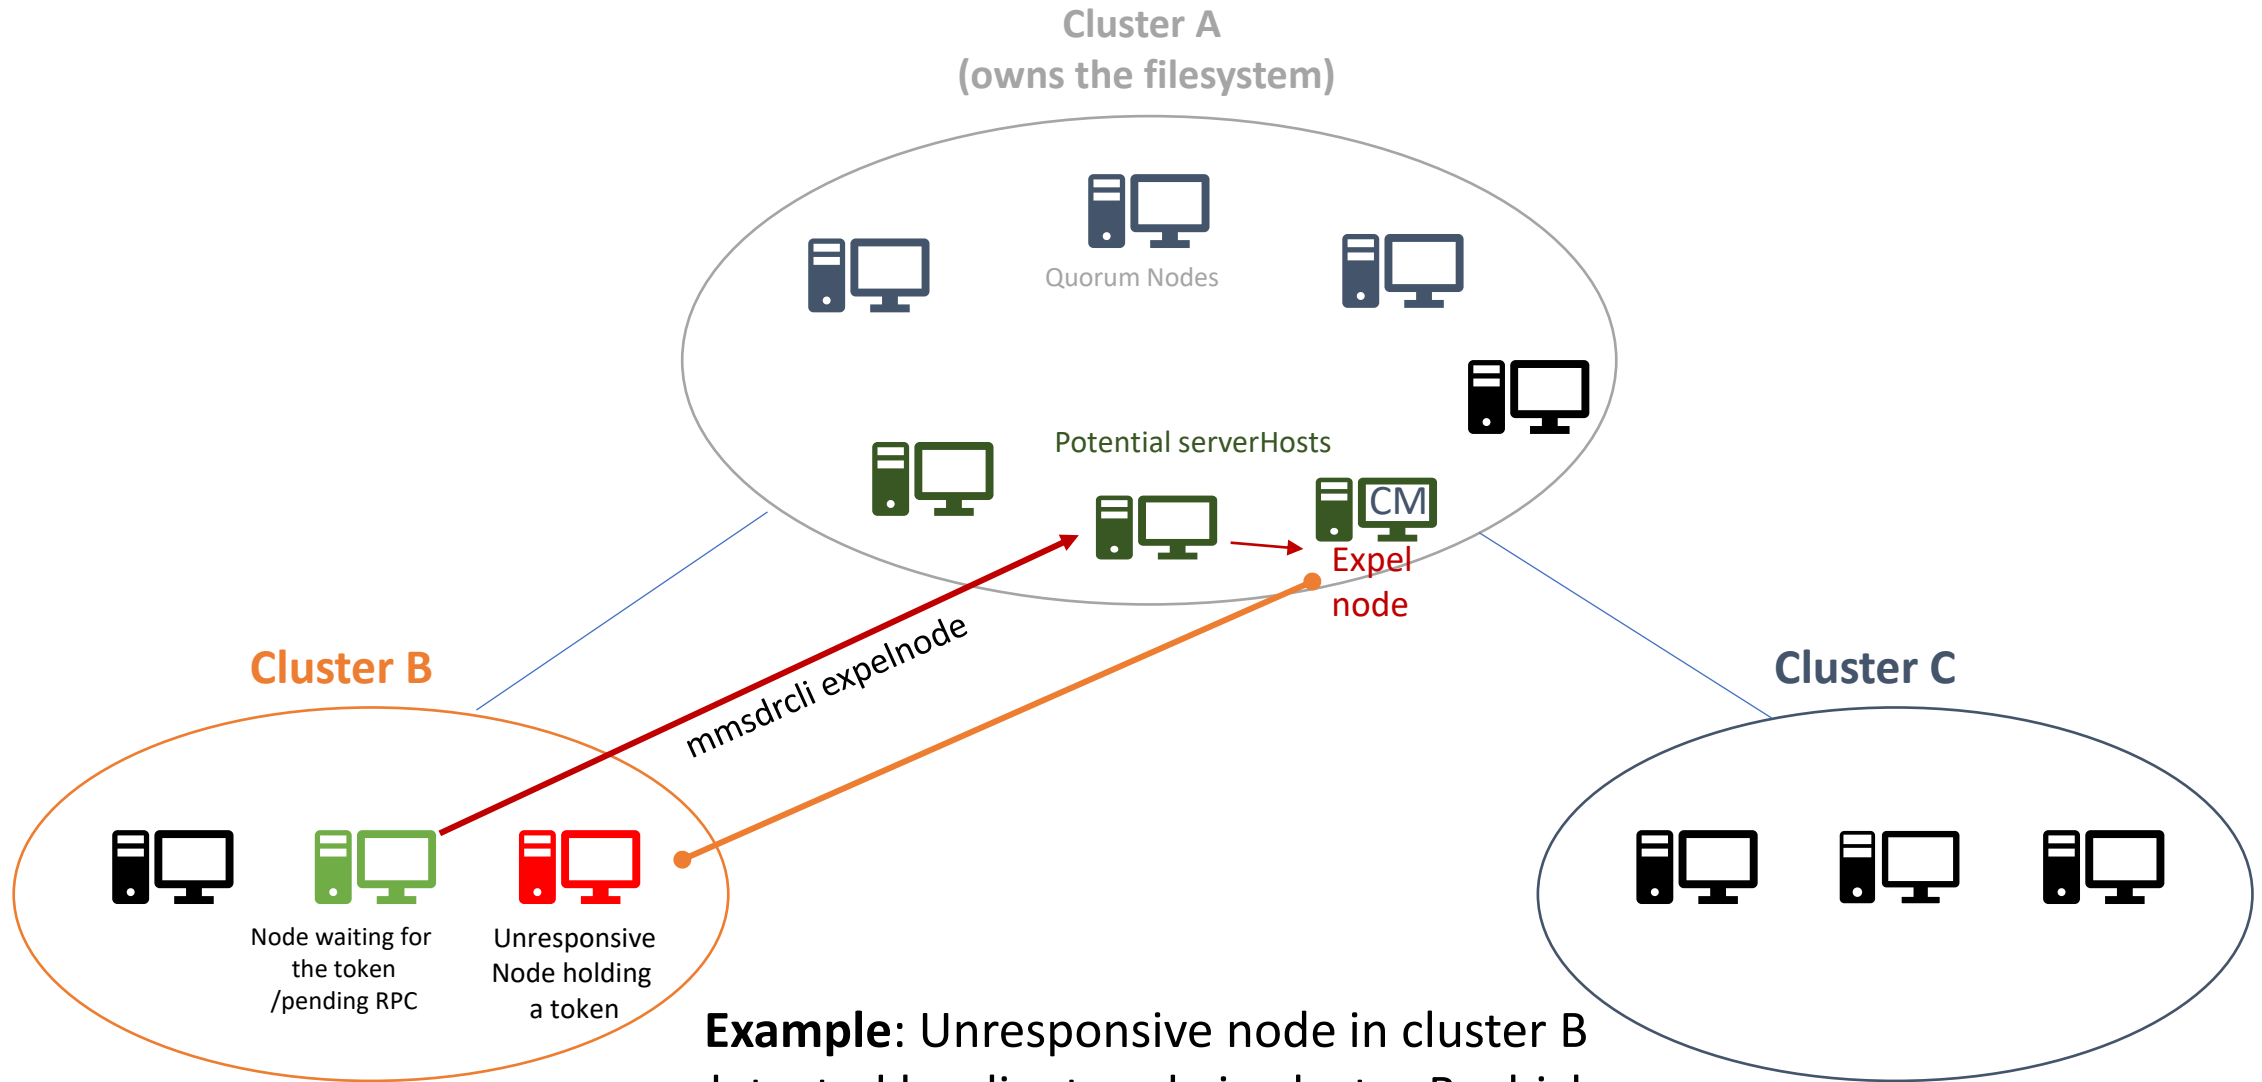 Cluster A
(owns the filesystem)
Quorum Nodes
Potential serverHosts
CM
Expel
node
mmsdrcli expelnode
Cluster B
Cluster C
Node waiting for
the token
/pending RPC
Unresponsive
Node holding
a token
Example: Unresponsive node in cluster B